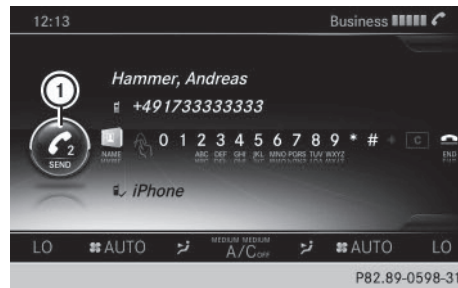 12:13 Business
1
Hammer, Andreas
+491733333333
2 0 1 2 3 4 5 6 7 8 9 * # + C
SEND NAME ABC DEF GHI JKL MNO PQRS TUV WXYZ END
iPhone
LO AUTO MEDIUM MEDIUM A/C OFF AUTO LO
P82.89-0598-31